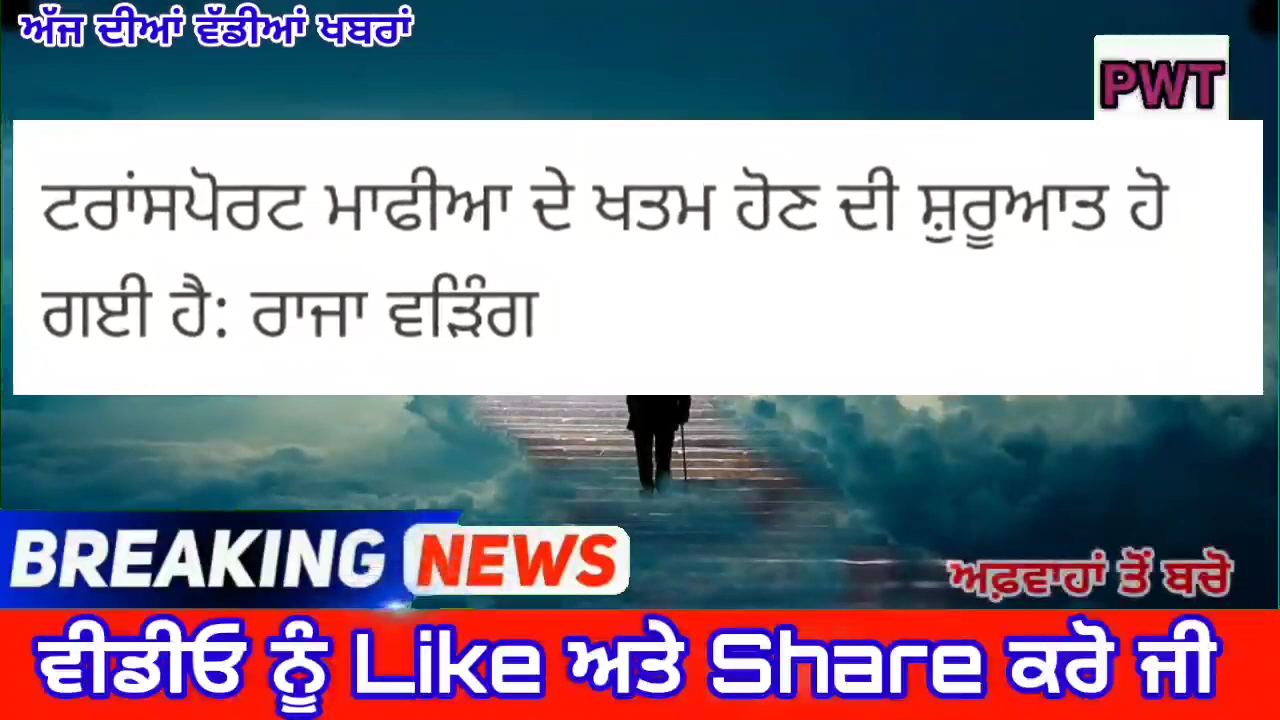 ਅੱਜ ਦੀਆਂ ਵੱਡੀਆਂ ਖਬਰਾਂ
PWT
ਟਰਾਂਸਪੋਰਟ ਮਾਫੀਆ ਦੇ ਖਤਮ ਹੋਣ ਦੀ ਸ਼ੁਰੂਆਤ ਹੋ
ਗਈ ਹੈ: ਰਾਜਾ ਵੜਿੰਗ
BREAKING NEWS
ਅਫ਼ਵਾਹਾਂ ਤੋਂ ਬਚੋ
ਵੀਡੀਓ ਨੂੰ Like ਅਤੇ Share ਕਰੋ ਜੀ